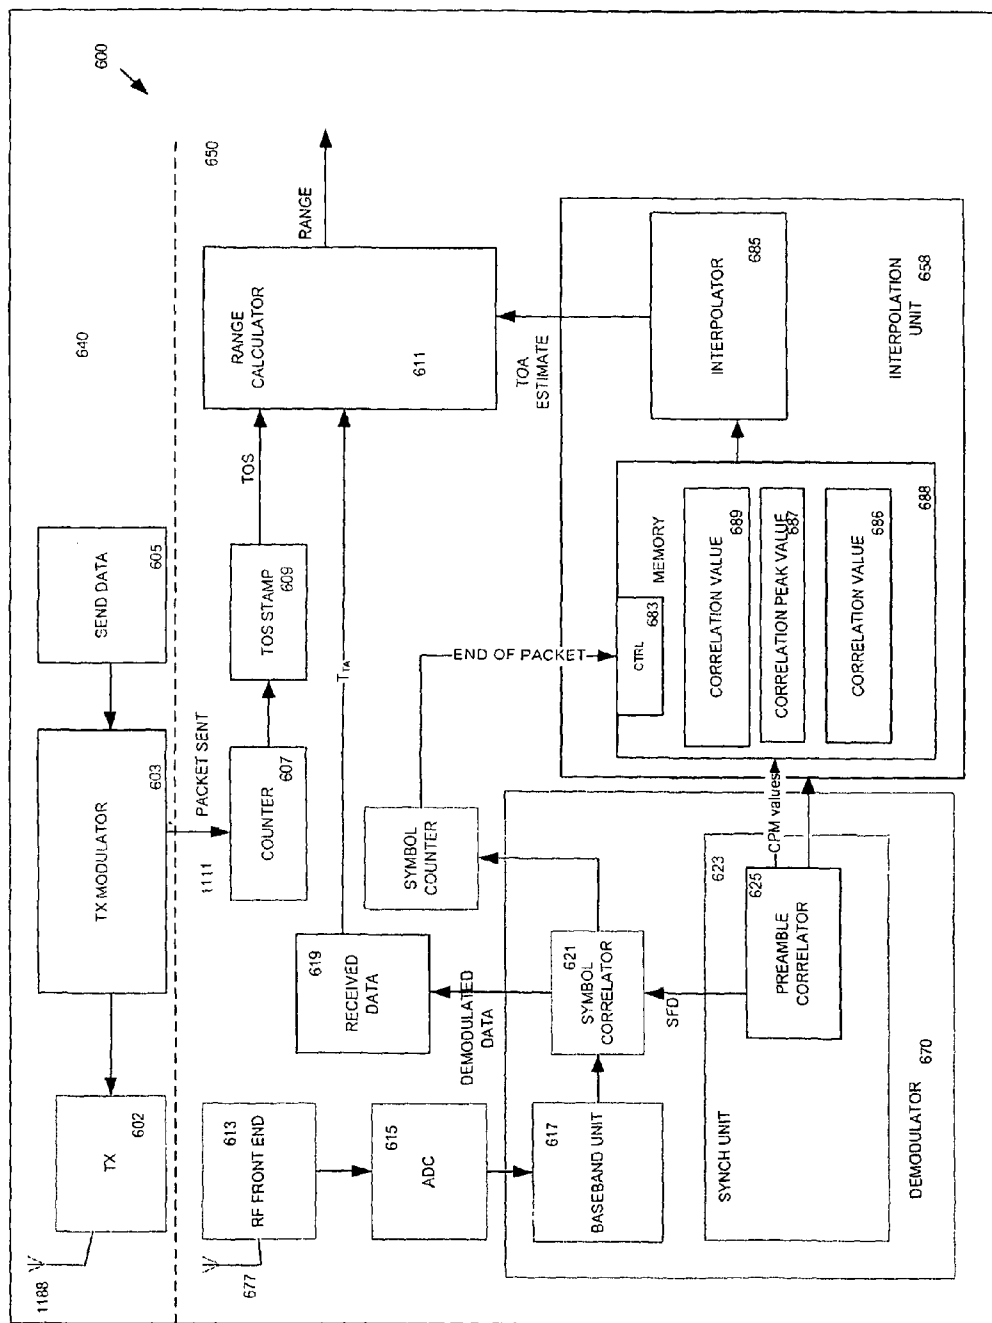 600
640
SEND DATA
605
TX MODULATOR
603
TX
602
1188
650
PACKET SENT
1111
COUNTER
607
TOS STAMP
609
TOS
RANGE
CALCULATOR
611
RANGE
T_TA
RECEIVED
DATA
619
DEMODULATED
DATA
RF FRONT END
613
677
ADC
615
BASEBAND UNIT
617
SYMBOL
CORRELATOR
621
SYMBOL
COUNTER
END OF PACKET
SFD
SYNCH UNIT
623
PREAMBLE
CORRELATOR
625
DEMODULATOR
670
CPM values
CTRL
683
MEMORY
CORRELATION VALUE
689
CORRELATION PEAK VALUE
687
CORRELATION VALUE
686
688
INTERPOLATOR
685
TOA
ESTIMATE
INTERPOLATION
UNIT
658